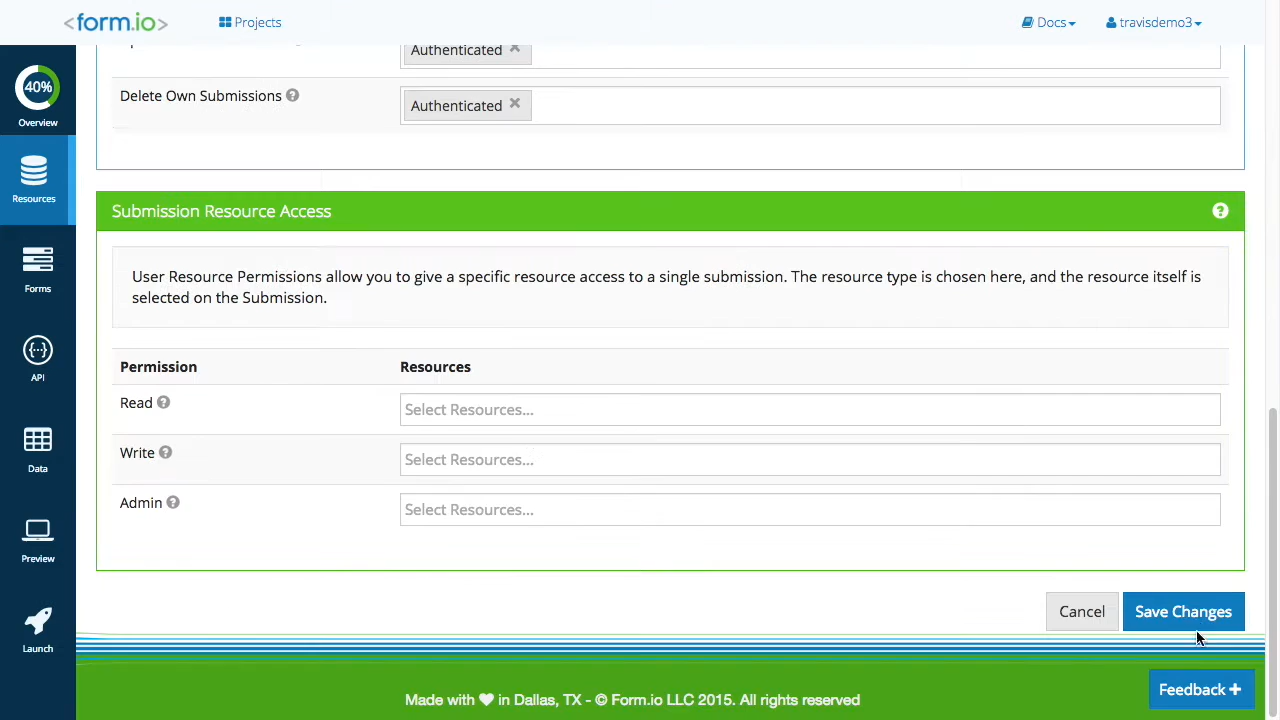 <form.io>
Projects
Docs
travisdemo3
Authenticated
40%
Overview
Delete Own Submissions
Authenticated
Resources
Submission Resource Access
User Resource Permissions allow you to give a specific resource access to a single submission. The resource type is chosen here, and the resource itself is
selected on the Submission.
Forms
API
Permission Resources
Read Select Resources...
Write Select Resources...
Data
Admin Select Resources...
Preview
Cancel Save Changes
Launch
Feedback +
Made with ♥ in Dallas, TX - © Form.io LLC 2015. All rights reserved